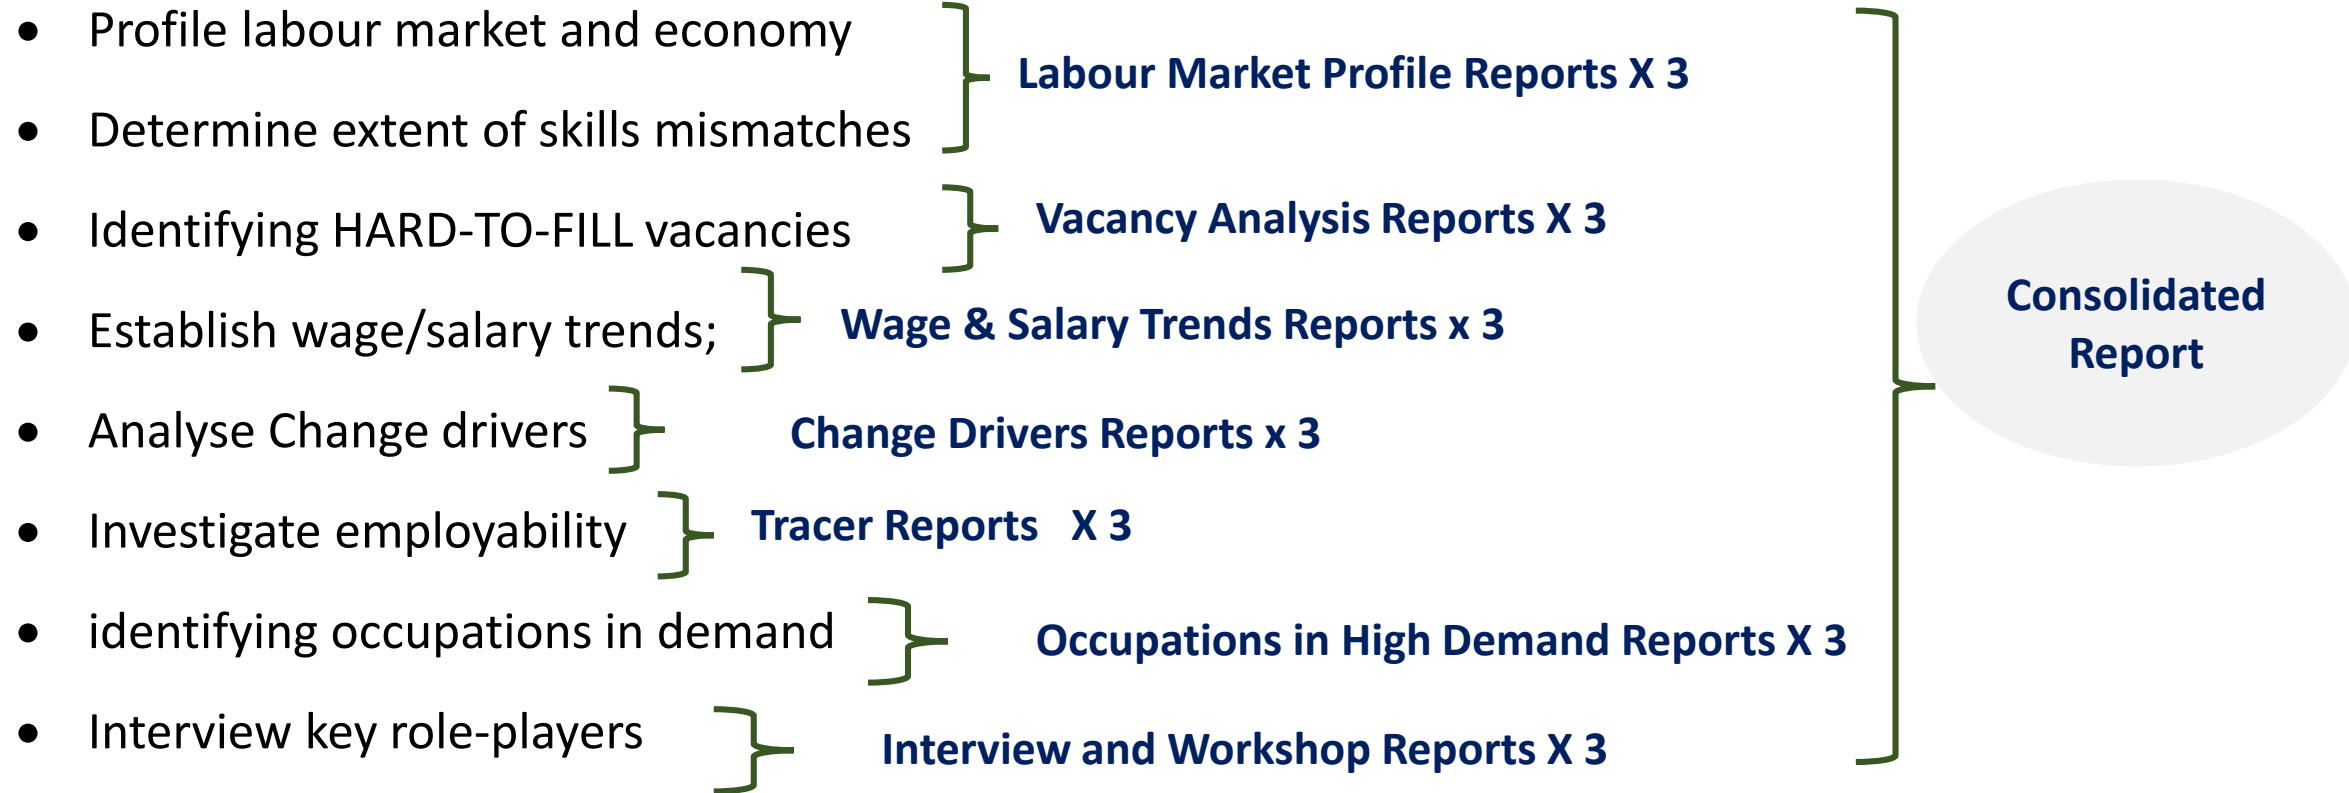 • Profile labour market and economy
• Determine extent of skills mismatches
Labour Market Profile Reports X 3
• Identifying HARD-TO-FILL vacancies
Vacancy Analysis Reports X 3
• Establish wage/salary trends;
Wage & Salary Trends Reports x 3
• Analyse Change drivers
Change Drivers Reports x 3
• Investigate employability
Tracer Reports X 3
• identifying occupations in demand
Occupations in High Demand Reports X 3
• Interview key role-players
Interview and Workshop Reports X 3
Consolidated
Report